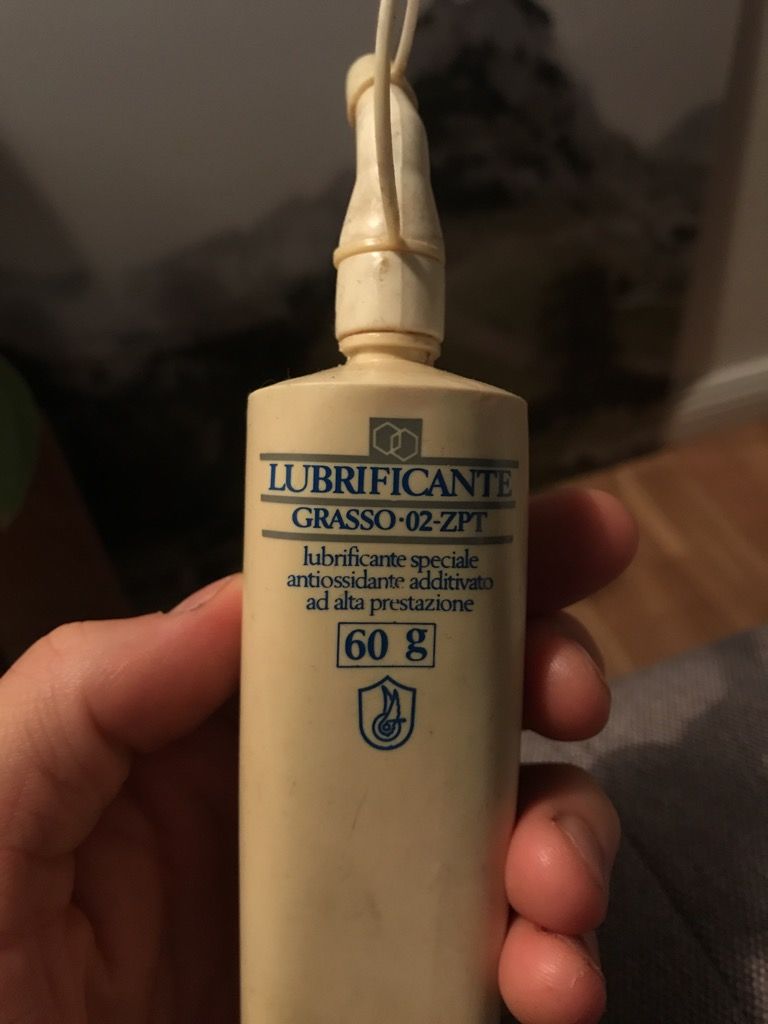 LUBRIFICANTE
GRASSO·02-ZPT
lubrificante speciale
antiossidante additivato
ad alta prestazione
60 g